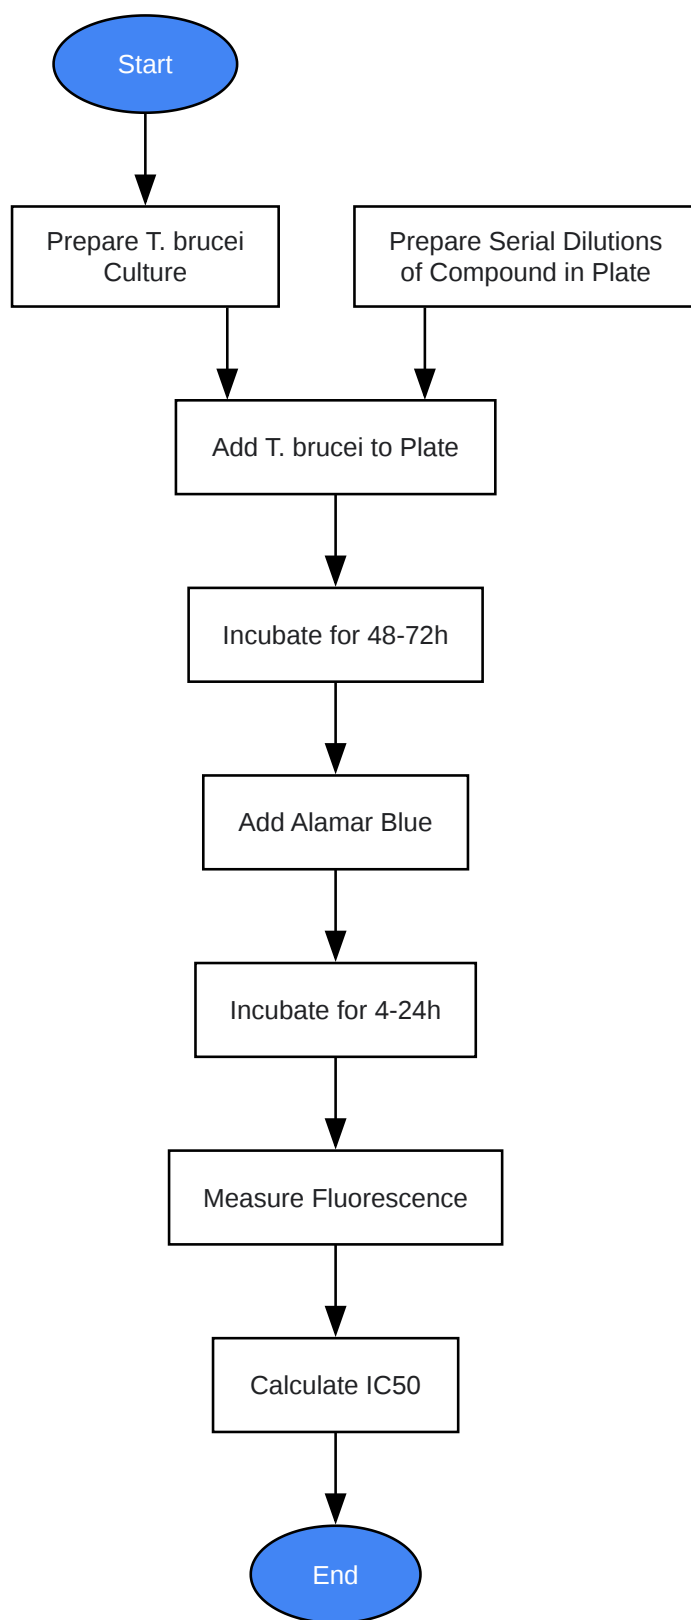 Start
Prepare T. brucei
Culture
Prepare Serial Dilutions
of Compound in Plate
Add T. brucei to Plate
Incubate for 48-72h
Add Alamar Blue
Incubate for 4-24h
Measure Fluorescence
Calculate IC50
End